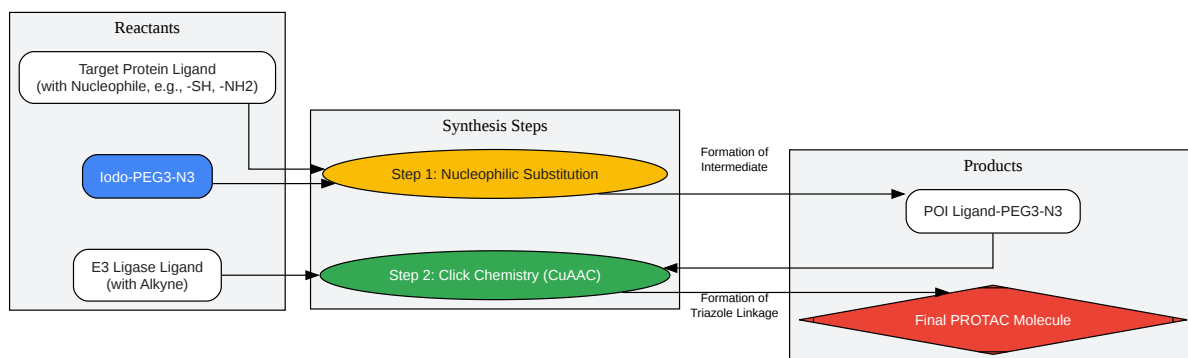 Reactants
Target Protein Ligand
(with Nucleophile, e.g., -SH, -NH2)
Iodo-PEG3-N3
E3 Ligase Ligand
(with Alkyne)
Synthesis Steps
Step 1: Nucleophilic Substitution
Step 2: Click Chemistry (CuAAC)
Formation of
Intermediate
Formation of
Triazole Linkage
Products
POI Ligand-PEG3-N3
Final PROTAC Molecule